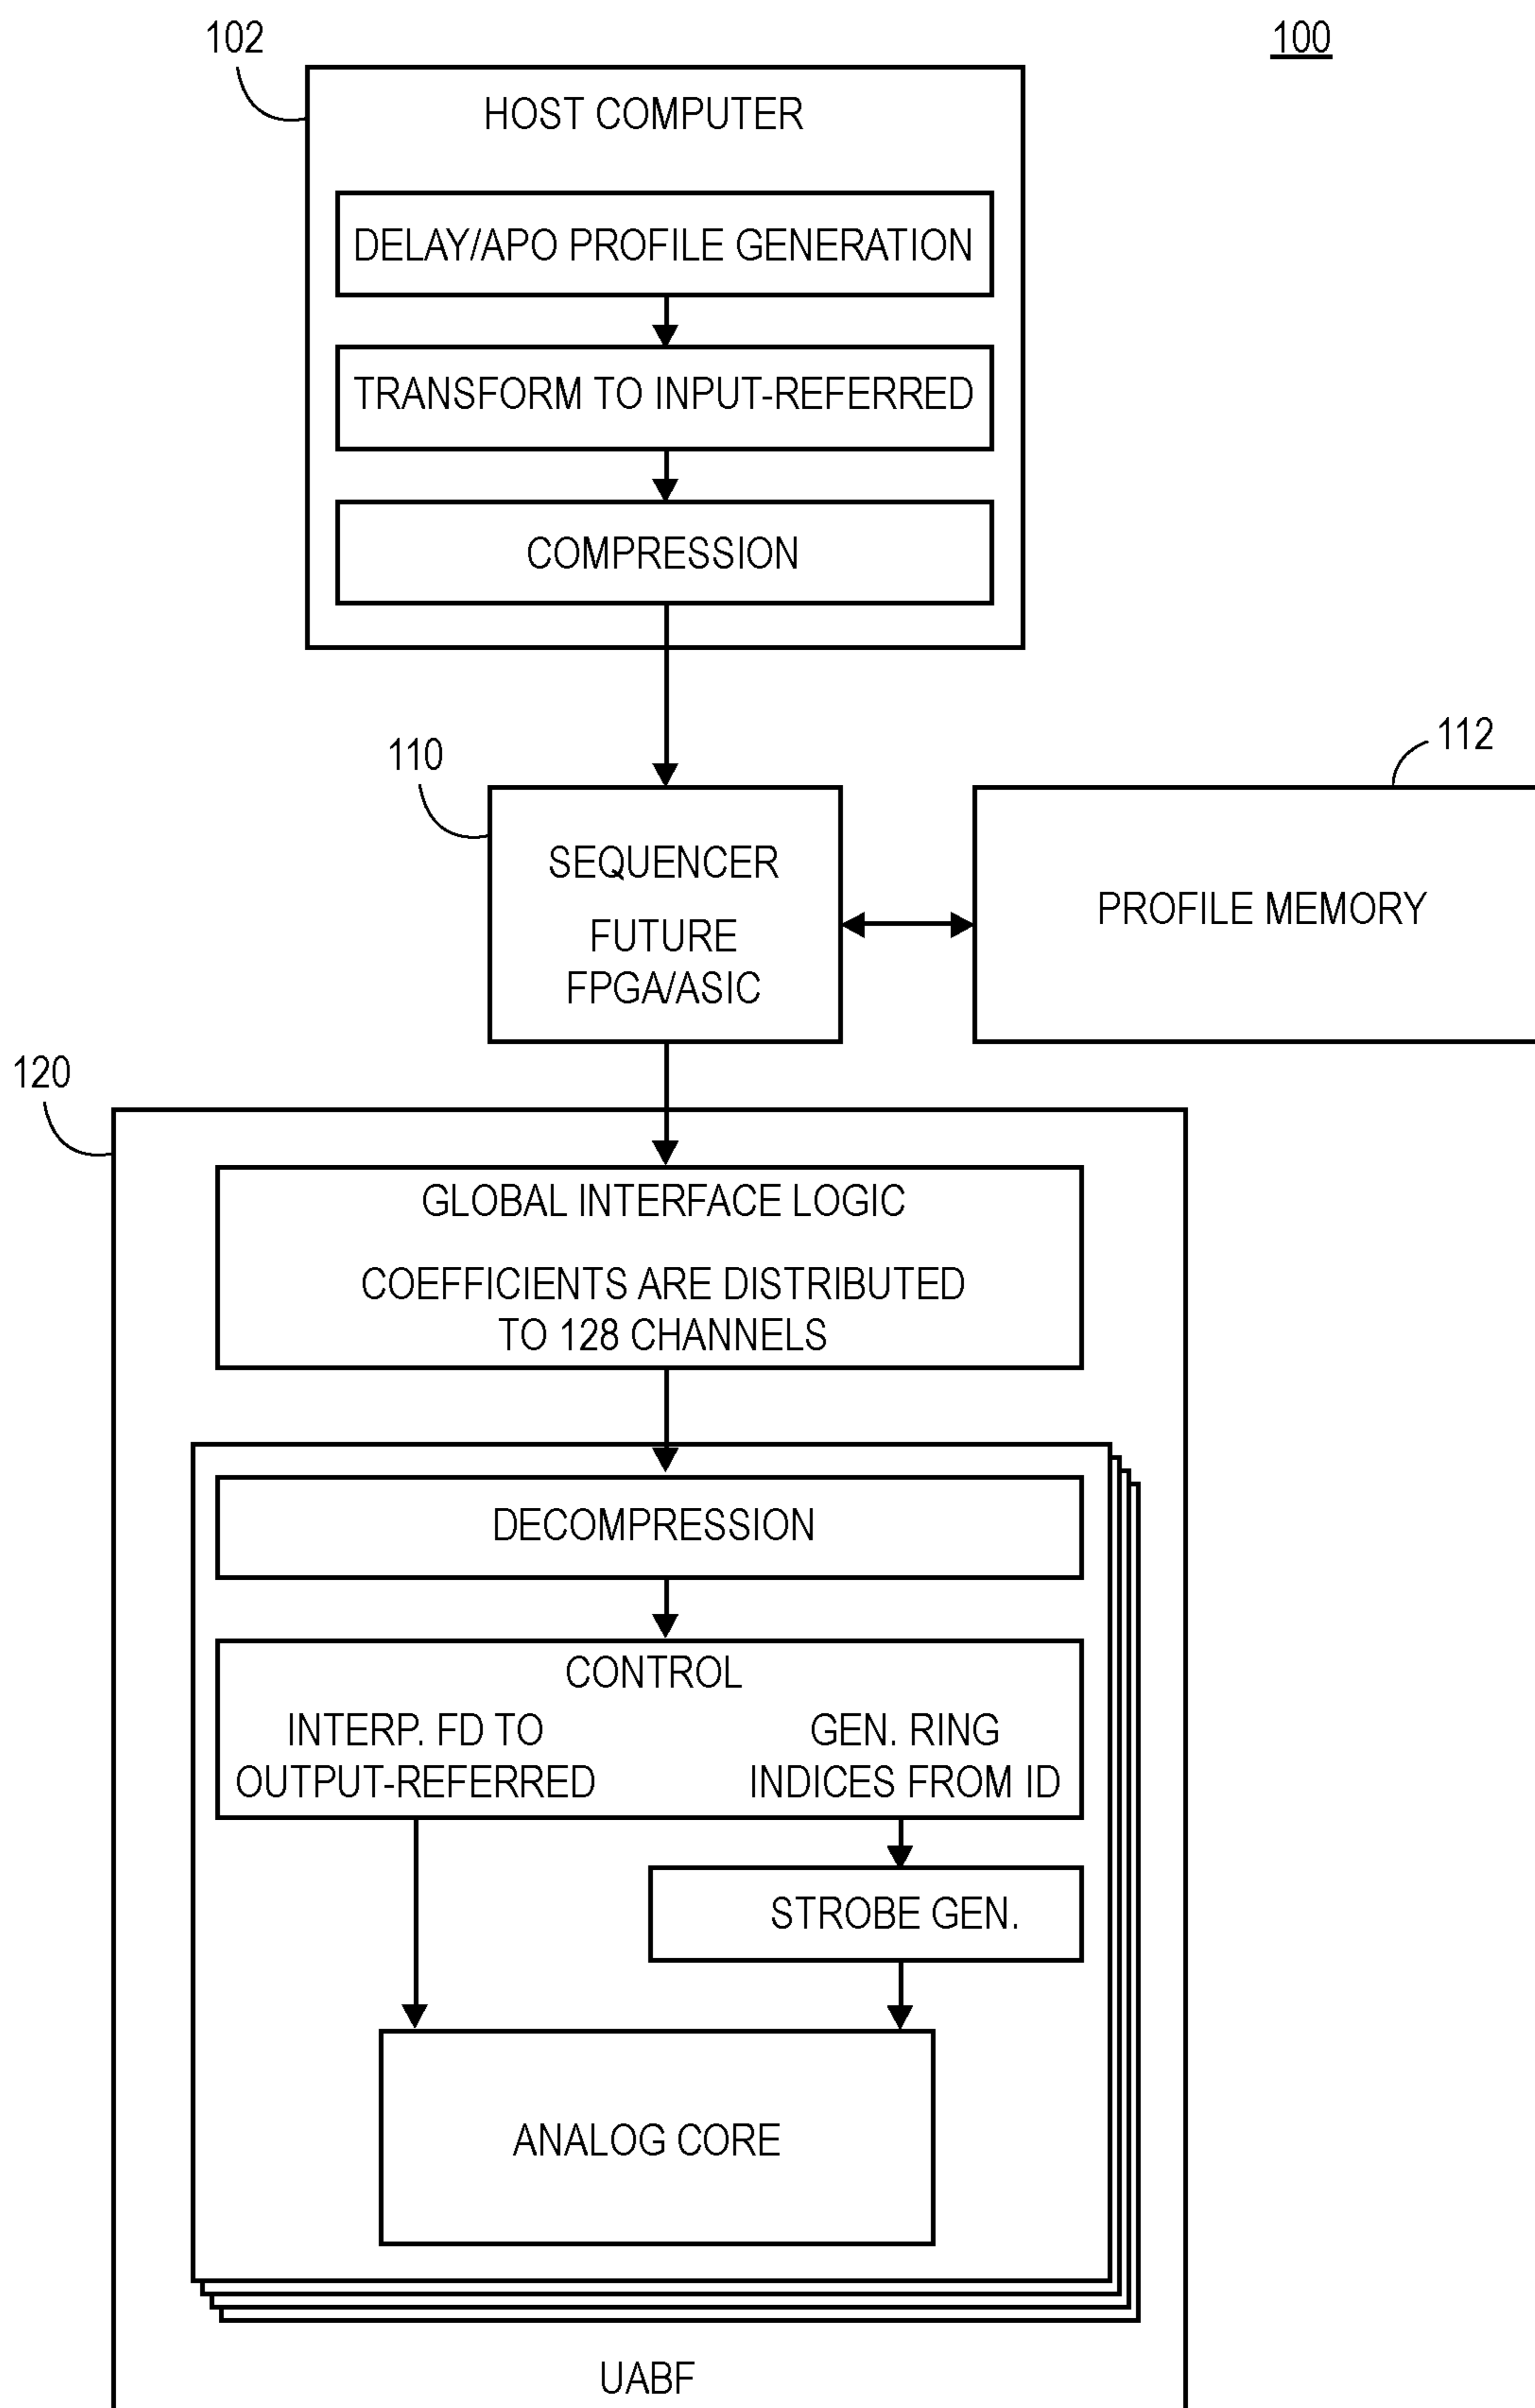 102
100
HOST COMPUTER
DELAY/APO PROFILE GENERATION
TRANSFORM TO INPUT-REFERRED
COMPRESSION
110
112
SEQUENCER
FUTURE
FPGA/ASIC
PROFILE MEMORY
120
GLOBAL INTERFACE LOGIC
COEFFICIENTS ARE DISTRIBUTED
TO 128 CHANNELS
DECOMPRESSION
CONTROL
INTERP. FD TO
OUTPUT-REFERRED
GEN. RING
INDICES FROM ID
STROBE GEN.
ANALOG CORE
UABF